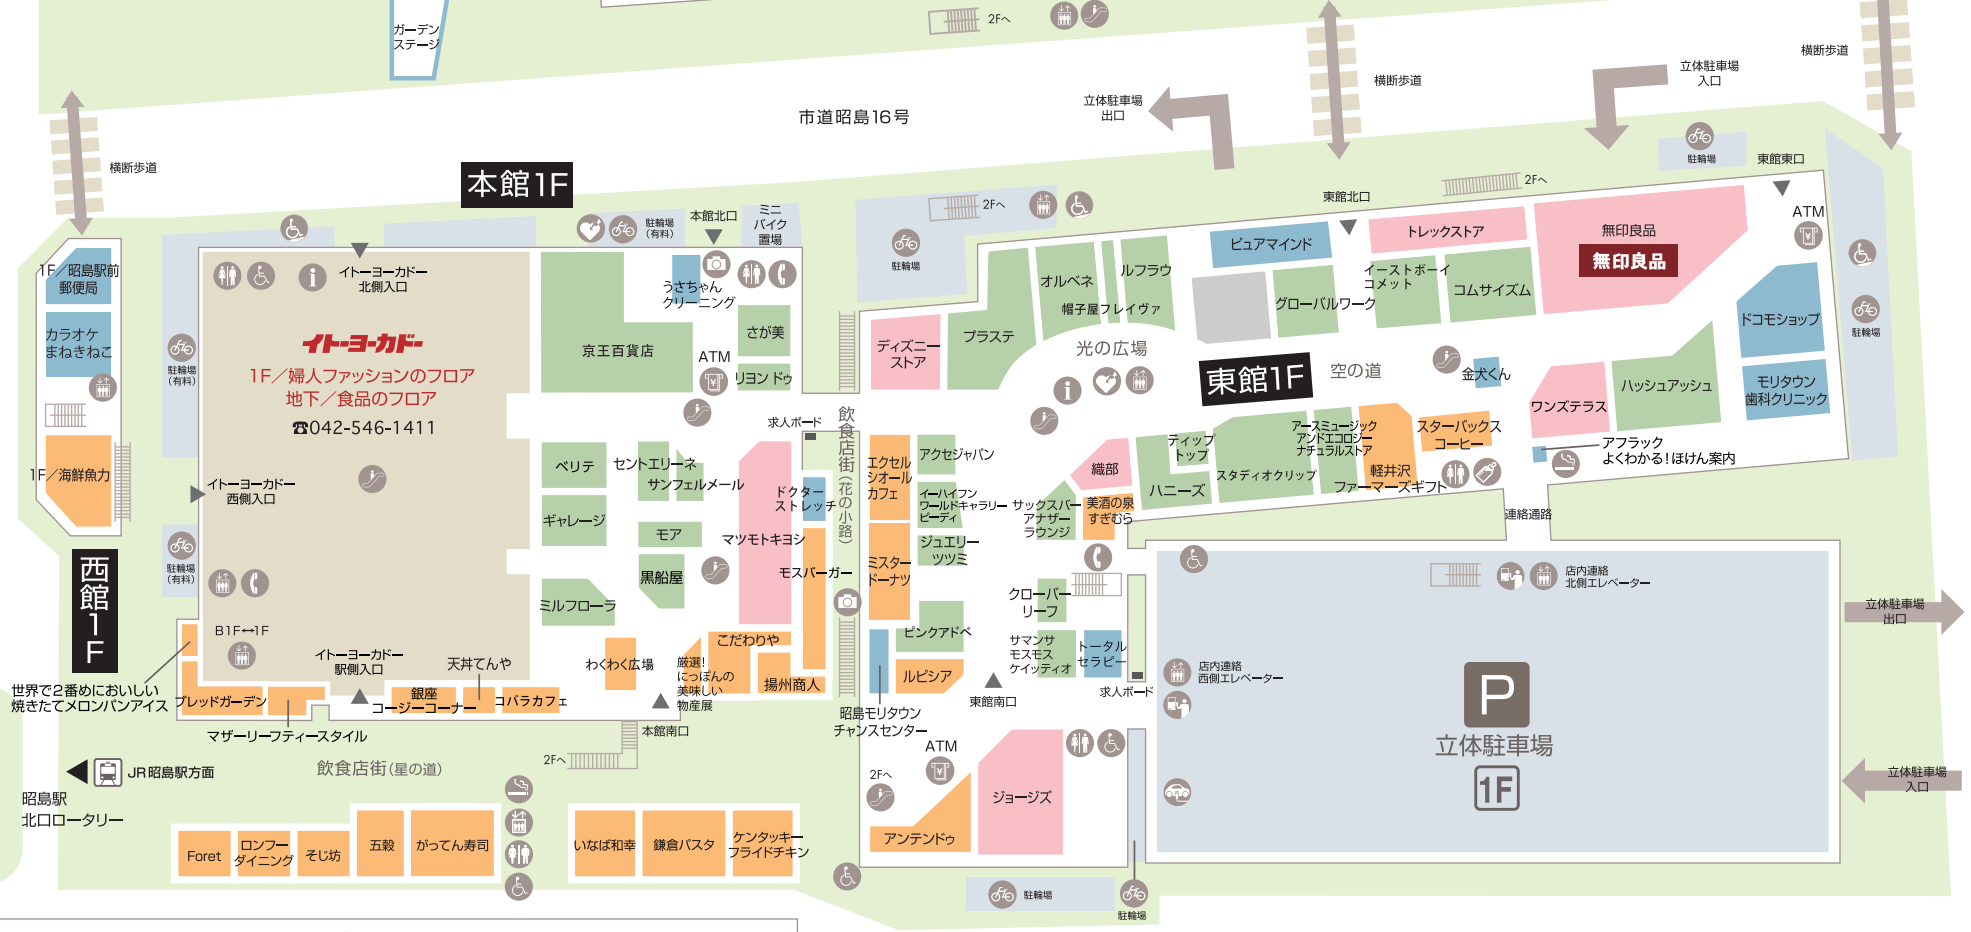 ガーデン
ステージ
2Fへ
横断歩道
立体駐車場
入口
横断歩道
立体駐車場
出口
市道昭島16号
横断歩道
駐輪場
東館東口
本館1F
2Fへ
東館北口
ATM
2Fへ
駐輪場
駐輪場
(有料)
本館北口
ミニ
バイク
置場
1F／昭島駅前
郵便局
カラオケ
まねきねこ
1F／海鮮魚力
西館1F
駐輪場
(有料)
駐輪場
(有料)
イトーヨーカドー
北側入口
イトーヨーカドー
1F／婦人ファッションのフロア
地下／食品のフロア
☎042-546-1411
イトーヨーカドー
西側入口
B1F↔1F
イトーヨーカドー
駅側入口
京王百貨店
うさちゃん
クリーニング
さが美
ATM
リヨンドゥ
求人ボード
ベリテ
セントエリーネ
サンフェルメール
ギャレージ
モア
マツモトキヨシ
黒船屋
ミルフローラ
ドクター
ストレッチ
モスバーガー
わくわく広場
こだわりや
厳選!
にっぽんの
美味しい
物産展
揚州商人
天丼てんや
銀座
コージーコーナー
コバラカフェ
世界で2番めにおいしい
焼きたてメロンパンアイス
ブレッドガーデン
マザーリーフティースタイル
本館南口
2Fへ
飲食店街(星の道)
JR昭島駅方面
昭島駅
北口ロータリー
Foret
ロンフー
ダイニング
そじ坊
五穀
がってん寿司
いなば和幸
鎌倉パスタ
ケンタッキー
フライドチキン
飲食店街(花の小路)
ディズニー
ストア
プラステ
オルベネ
帽子屋フレイヴァ
ルフラウ
光の広場
ピュアマインド
グローバルワーク
トレックストア
イーストボーイ
コメット
コムサイズム
無印良品
無印良品
ドコモショップ
駐輪場
モリタウン
歯科クリニック
東館1F
空の道
金犬くん
ワンズテラス
ハッシュアッシュ
アフラック
よくわかる!ほけん案内
スターバックス
コーヒー
軽井沢
ファーマーズギフト
アースミュージック
アンドエコロジー
ナチュラルストア
スタディオクリップ
ティップ
トップ
ハニーズ
織部
美酒の泉
すぎむら
サックスバー
アナザー
ラウンジ
エクセル
シオール
カフェ
アクセジャパン
イーハイフン
ワールドギャラリー
ビーディ
ジュエリー
ツツミ
ミスター
ドーナツ
ピンクアドベ
ルピシア
クローバー
リーフ
サマンサ
モスモス
ケイッティオ
トータル
セラピー
求人ボード
東館南口
昭島モリタウン
チャンスセンター
ATM
2Fへ
ジョージズ
アンテンドゥ
駐輪場
駐輪場
連絡通路
店内連絡
北側エレベーター
店内連絡
西側エレベーター
P
立体駐車場
1F
立体駐車場
出口
立体駐車場
入口